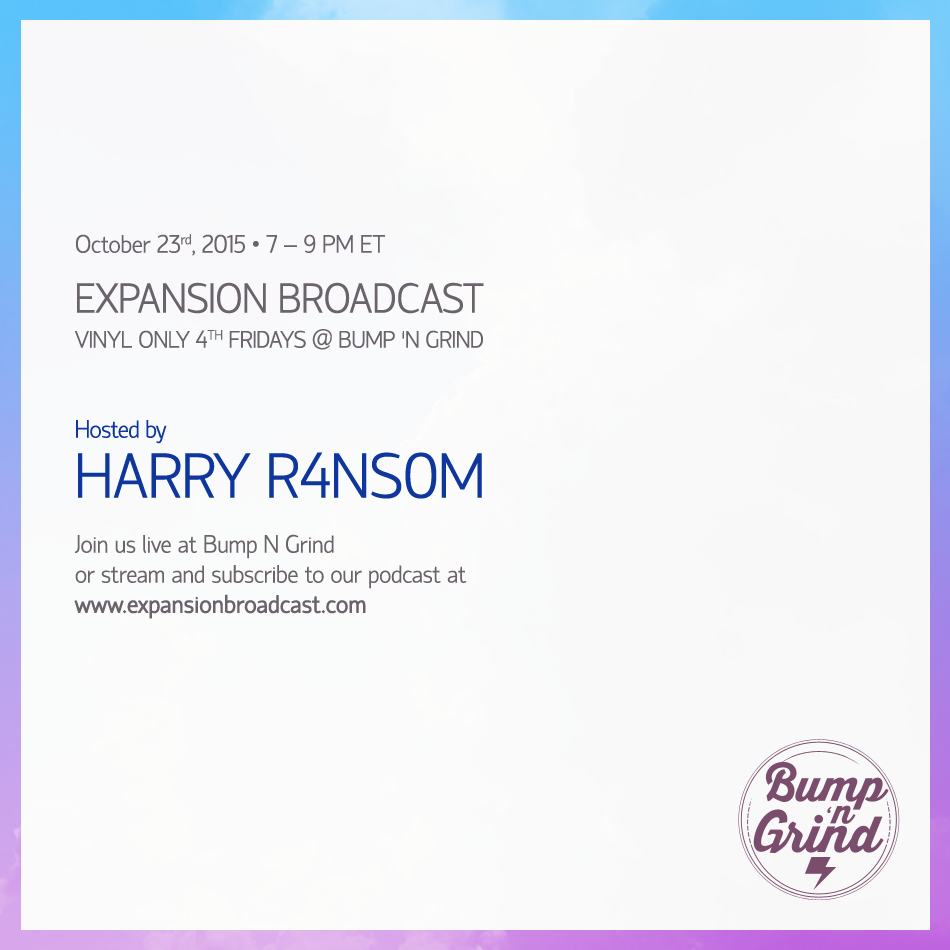 October 23rd, 2015 • 7 – 9 PM ET
EXPANSION BROADCAST
VINYL ONLY 4TH FRIDAYS @ BUMP 'N GRIND
Hosted by
HARRY R4NSOM
Join us live at Bump N Grind
or stream and subscribe to our podcast at
www.expansionbroadcast.com
Bump
'n
Grind